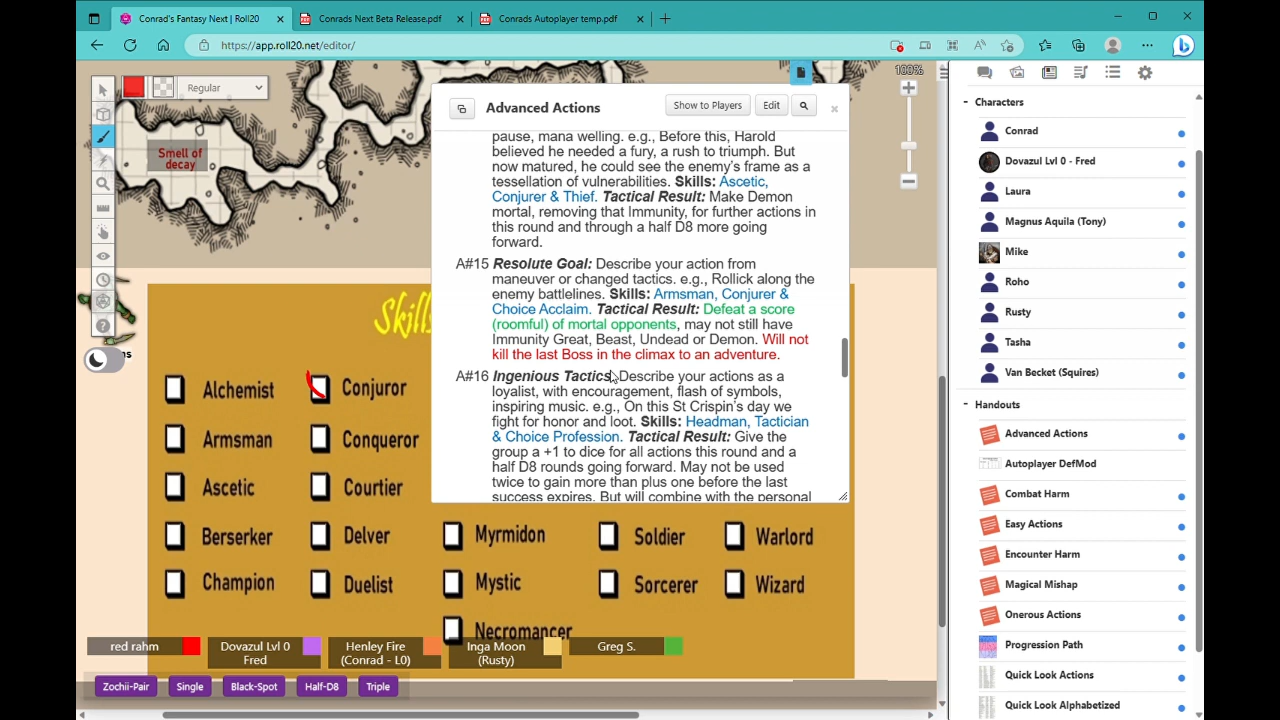 Conrad's Fantasy Next | Roll20
Conrads Next Beta Release.pdf
Conrads Autoplayer temp.pdf
https://app.roll20.net/editor/
Regular
100%
Smell of
decay
Advanced Actions
Show to Players
Edit
pause, mana welling. e.g., Before this, Harold
believed he needed a fury, a rush to triumph. But
now matured, he could see the enemy's frame as a
tessellation of vulnerabilities. Skills: Ascetic,
Conjurer & Thief. Tactical Result: Make Demon
mortal, removing that Immunity, for further actions in
this round and through a half D8 more going
forward.
A#15 Resolute Goal: Describe your action from
maneuver or changed tactics. e.g., Rollick along the
enemy battlelines. Skills: Armsman, Conjurer &
Choice Acclaim. Tactical Result: Defeat a score
(roomful) of mortal opponents, may not still have
Immunity Great, Beast, Undead or Demon. Will not
kill the last Boss in the climax to an adventure.
A#16 Ingenious Tactics: Describe your actions as a
loyalist, with encouragement, flash of symbols,
inspiring music. e.g., On this St Crispin's day we
fight for honor and loot. Skills: Headman, Tactician
& Choice Profession. Tactical Result: Give the
group a +1 to dice for all actions this round and a
half D8 rounds going forward. May not be used
twice to gain more than plus one before the last
success expires. But will combine with the personal
Skills
Alchemist
Armsman
Ascetic
Berserker
Champion
Conjuror
Conqueror
Courtier
Delver
Duelist
Myrmidon
Mystic
Necromancer
Soldier
Sorcerer
Warlord
Wizard
red rahm
Dovazul Lvl 0
Fred
Henley Fire
(Conrad - L0)
Inga Moon
(Rusty)
Greg S.
Zochii-Pair
Single
Black-Spot
Half-D8
Triple
Characters
Conrad
Dovazul Lvl 0 - Fred
Laura
Magnus Aquila (Tony)
Mike
Roho
Rusty
Tasha
Van Becket (Squires)
Handouts
Advanced Actions
Autoplayer DefMod
Combat Harm
Easy Actions
Encounter Harm
Magical Mishap
Onerous Actions
Progression Path
Quick Look Actions
Quick Look Alphabetized